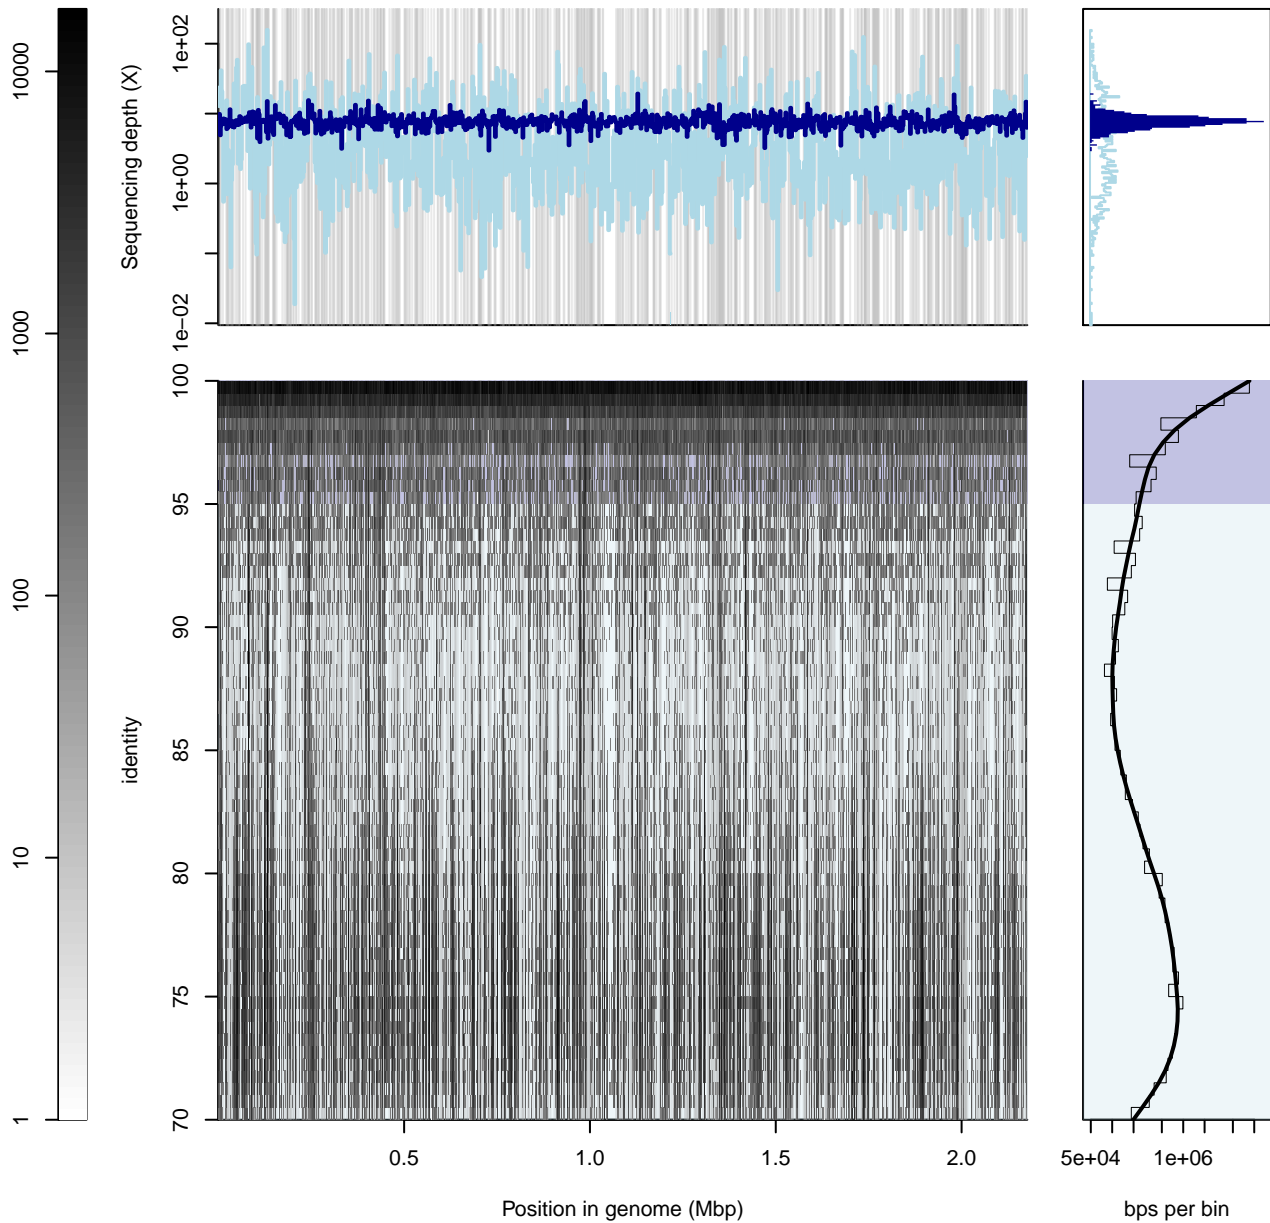 1
10
100
1000
10000
Sequencing depth (X)
1e−02
1e+00
1e+02
identity
70
75
80
85
90
95
100
0.5
1.0
1.5
2.0
Position in genome (Mbp)
5e+04
1e+06
bps per bin